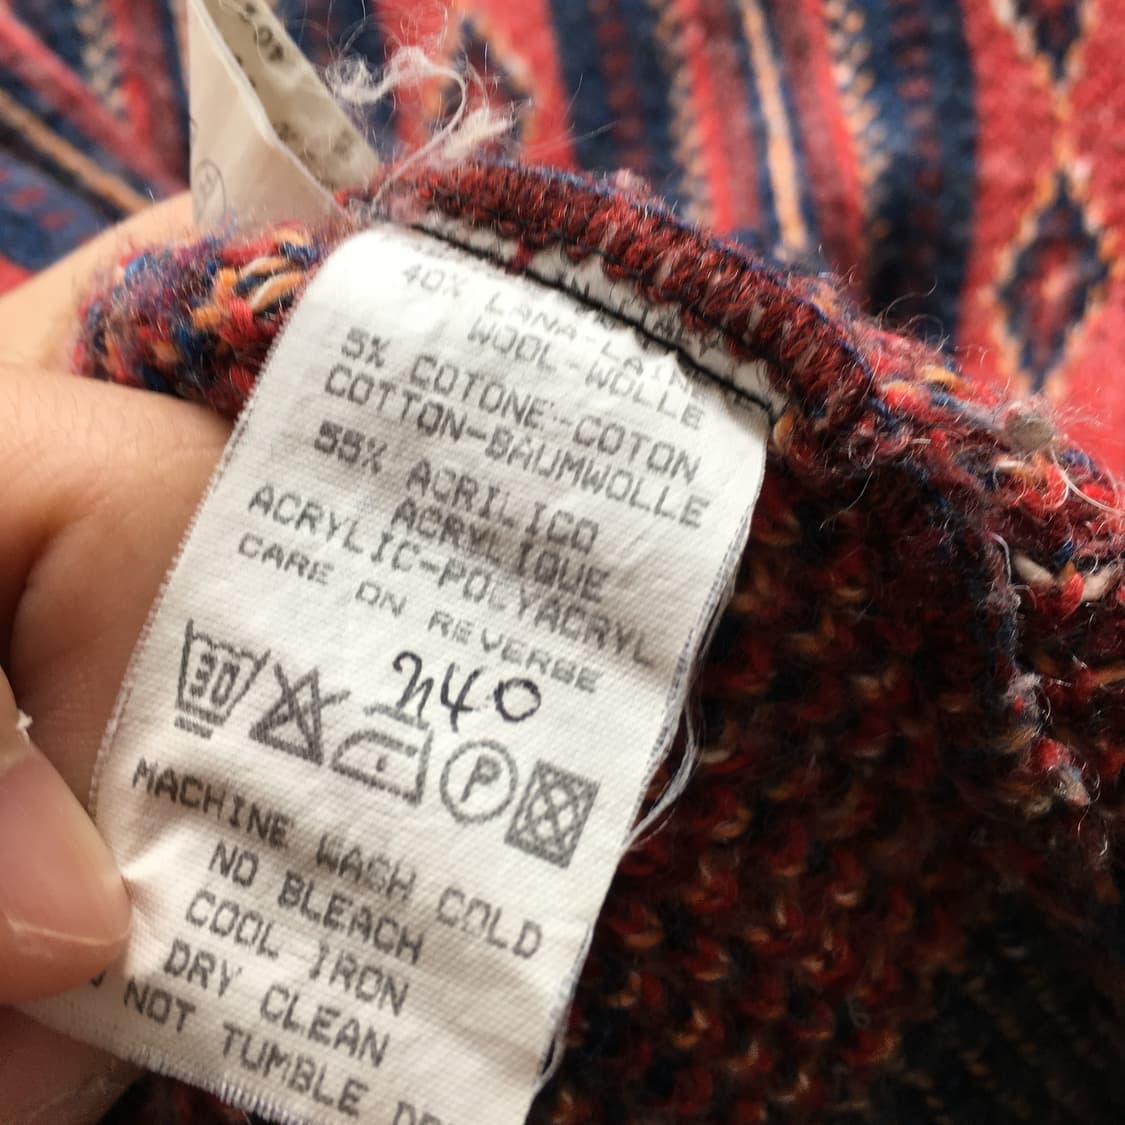 40% LANA-LAINE
WOOL-WOLLE
5% COTONE-COTON
COTTON-BAUMWOLLE
55% ACRILICO
ACRYLIQUE
ACRYLIC-POLYACRYL
CARE ON REVERSE
n40
30
P
MACHINE WASH COLD
NO BLEACH
COOL IRON
DRY CLEAN
NOT TUMBLE